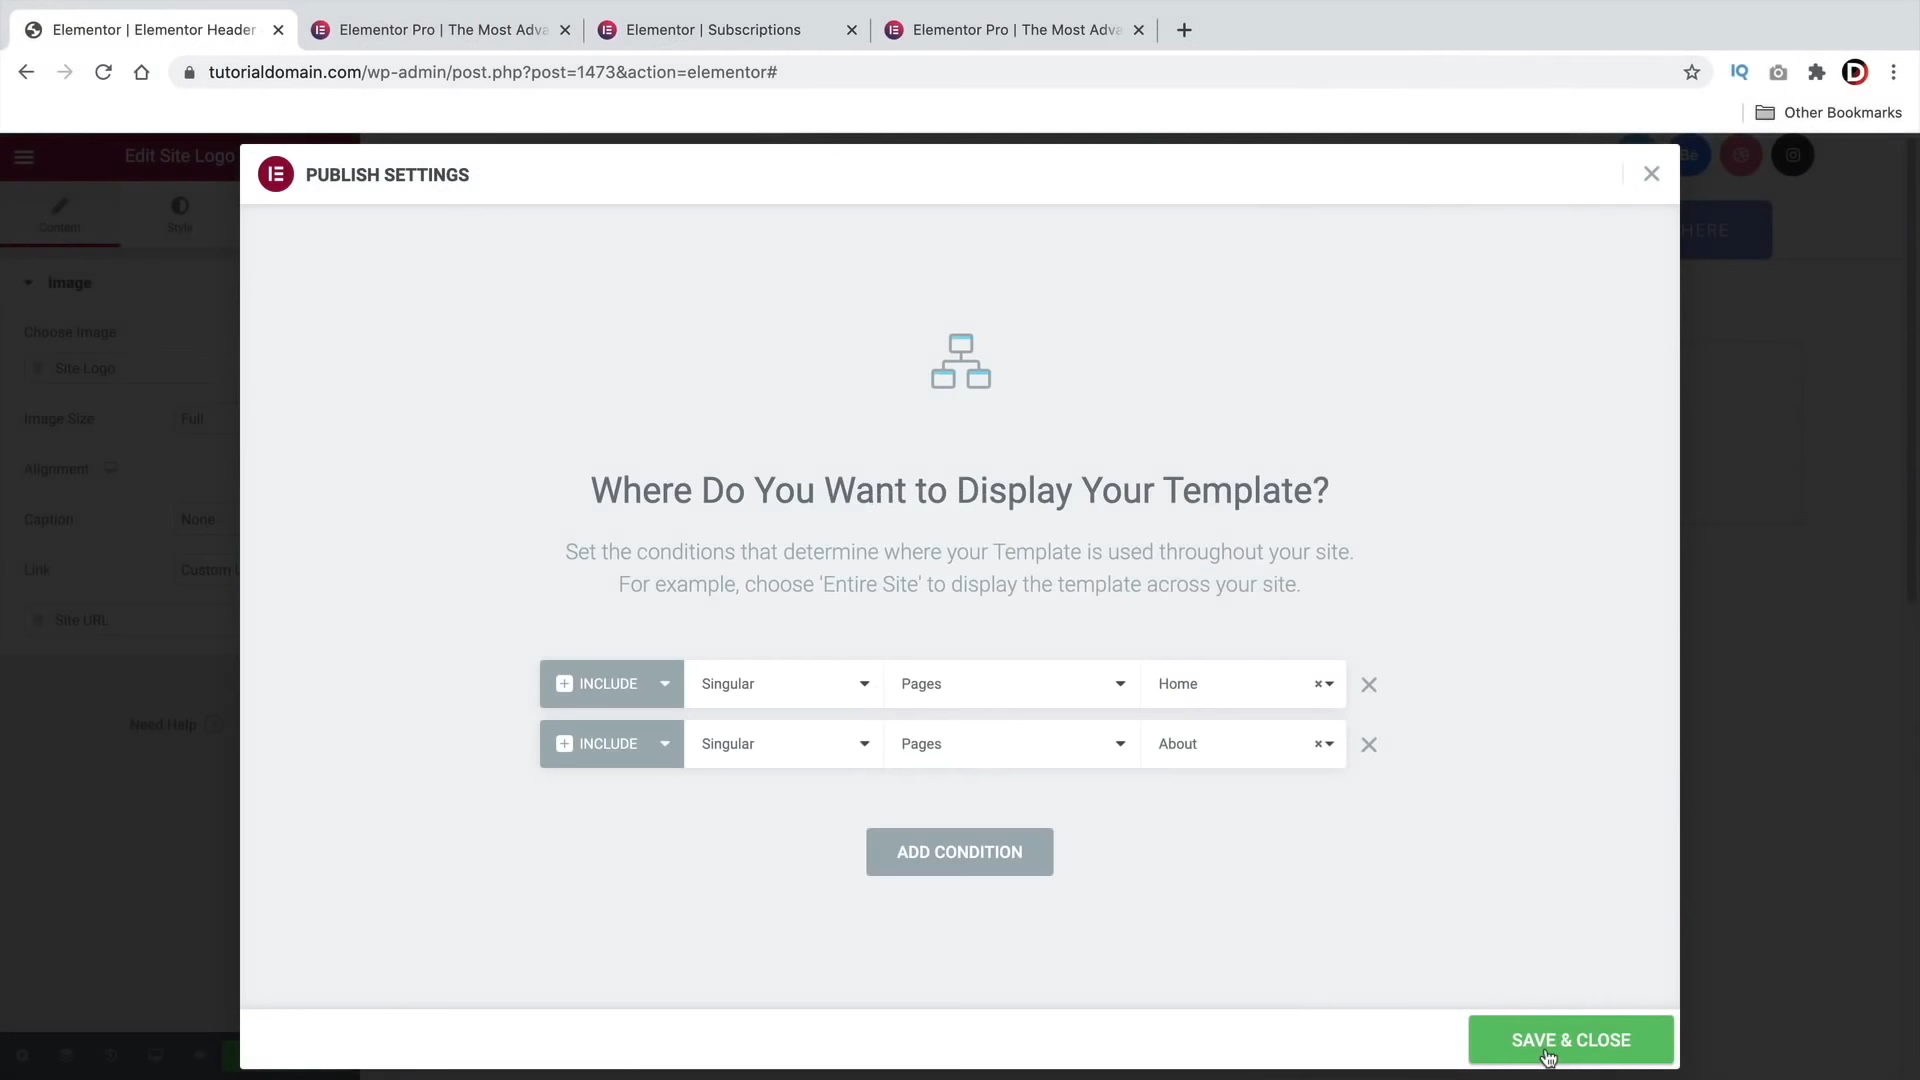 Elementor | Elementor Header
Elementor Pro | The Most Adva
Elementor | Subscriptions
Elementor Pro | The Most Adva
tutorialdomain.com/wp-admin/post.php?post=1473&action=elementor#
IQ
Other Bookmarks
Edit Site Logo
PUBLISH SETTINGS
Bē
Content
Style
HERE
Image
Choose Image
Site Logo
Image Size
Full
Alignment
Caption
None
Link
Custom
Site URL
Need Help
Where Do You Want to Display Your Template?
Set the conditions that determine where your Template is used throughout your site.
For example, choose 'Entire Site' to display the template across your site.
INCLUDE Singular Pages Home
INCLUDE Singular Pages About
ADD CONDITION
SAVE & CLOSE